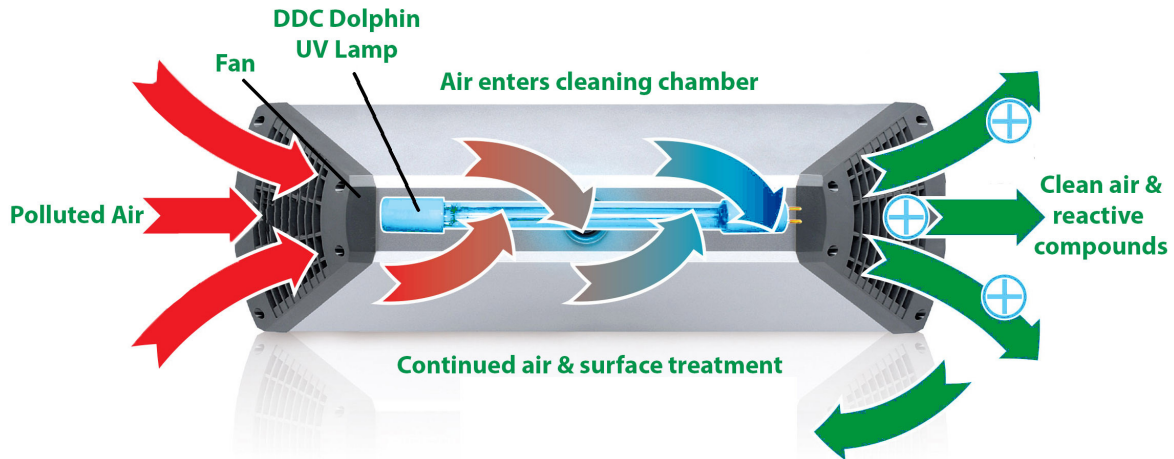 DDC Dolphin
UV Lamp
Fan
Air enters cleaning chamber
Polluted Air
Clean air &
reactive
compounds
Continued air & surface treatment